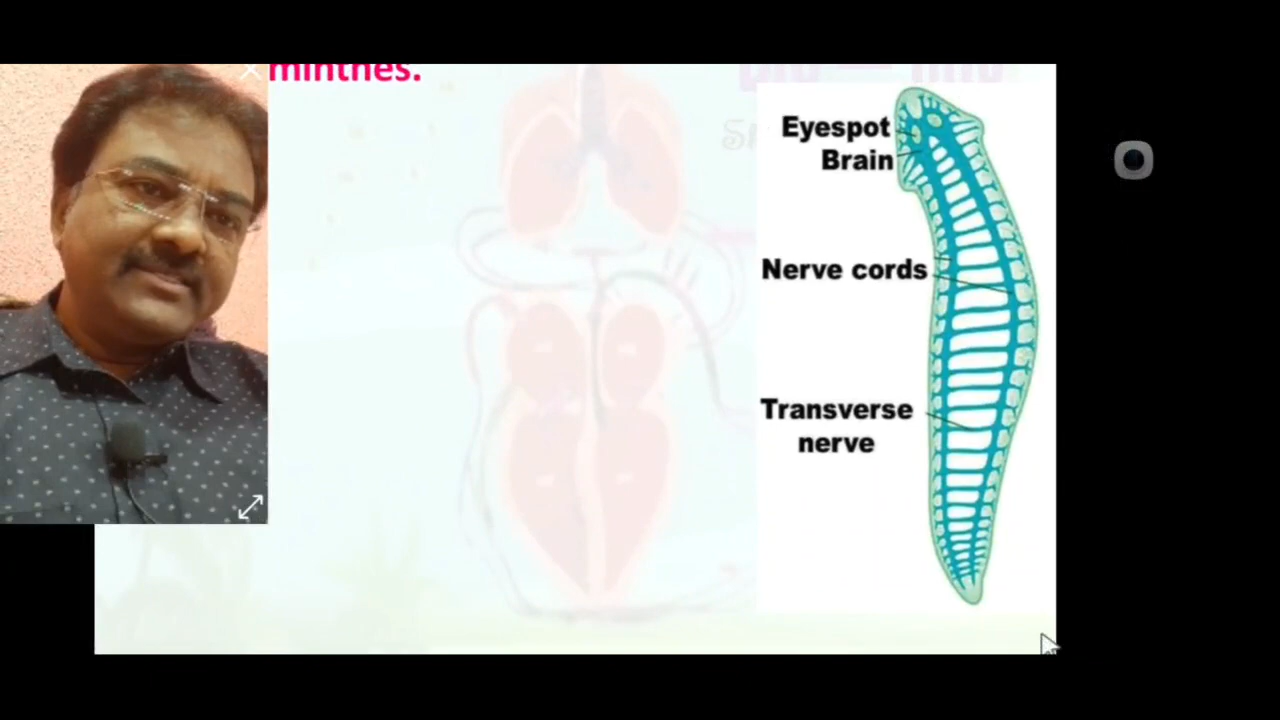 minthes.
Eyespot
Brain
Nerve cords
Transverse
nerve